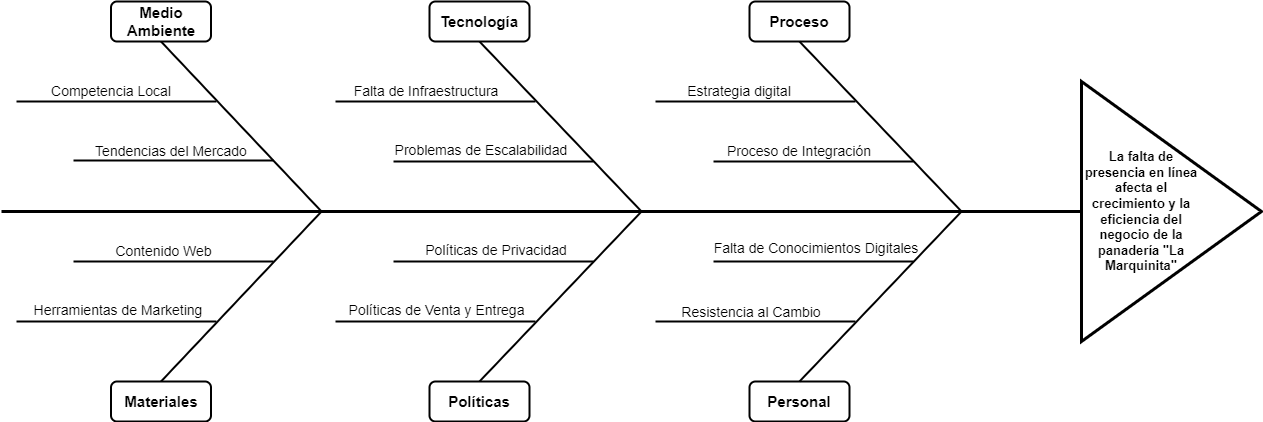 Medio
Ambiente
Tecnología
Proceso
Competencia Local
Falta de Infraestructura
Estrategia digital
Tendencias del Mercado
Problemas de Escalabilidad
Proceso de Integración
La falta de
presencia en línea
afecta el
crecimiento y la
eficiencia del
negocio de la
panadería "La
Marquinita"
Contenido Web
Políticas de Privacidad
Falta de Conocimientos Digitales
Herramientas de Marketing
Políticas de Venta y Entrega
Resistencia al Cambio
Materiales
Políticas
Personal